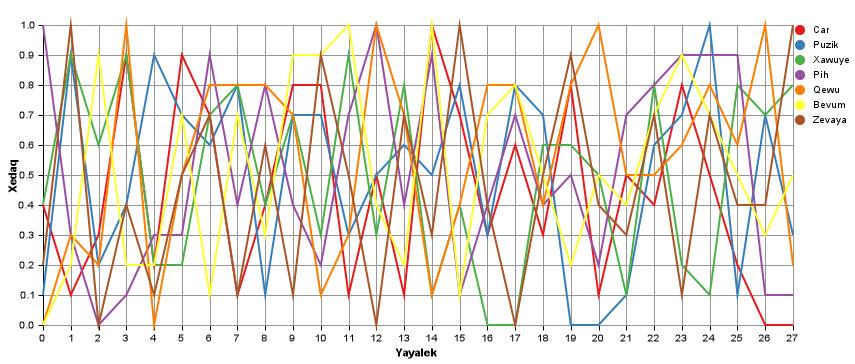 Xedaq
1.0
0.9
0.8
0.7
0.6
0.5
0.4
0.3
0.2
0.1
0.0
0 1 2 3 4 5 6 7 8 9 10 11 12 13 14 15 16 17 18 19 20 21 22 23 24 25 26 27
Yayalek
Car
Puzik
Xawuye
Pih
Qewu
Bevum
Zevaya